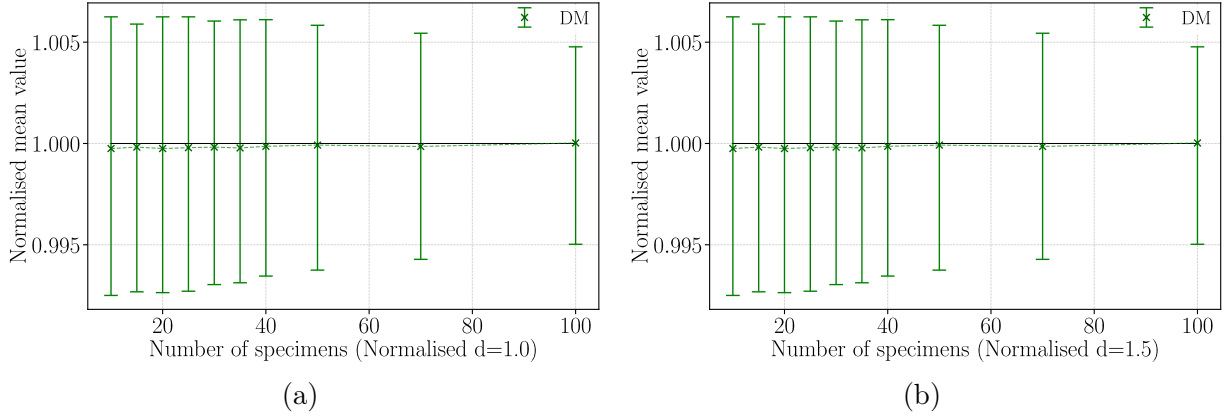 DM
1.005
1.000
0.995
Normalised mean value
20 40 60 80 100
Number of specimens (Normalised d=1.0)
(a)
DM
1.005
1.000
0.995
Normalised mean value
20 40 60 80 100
Number of specimens (Normalised d=1.5)
(b)